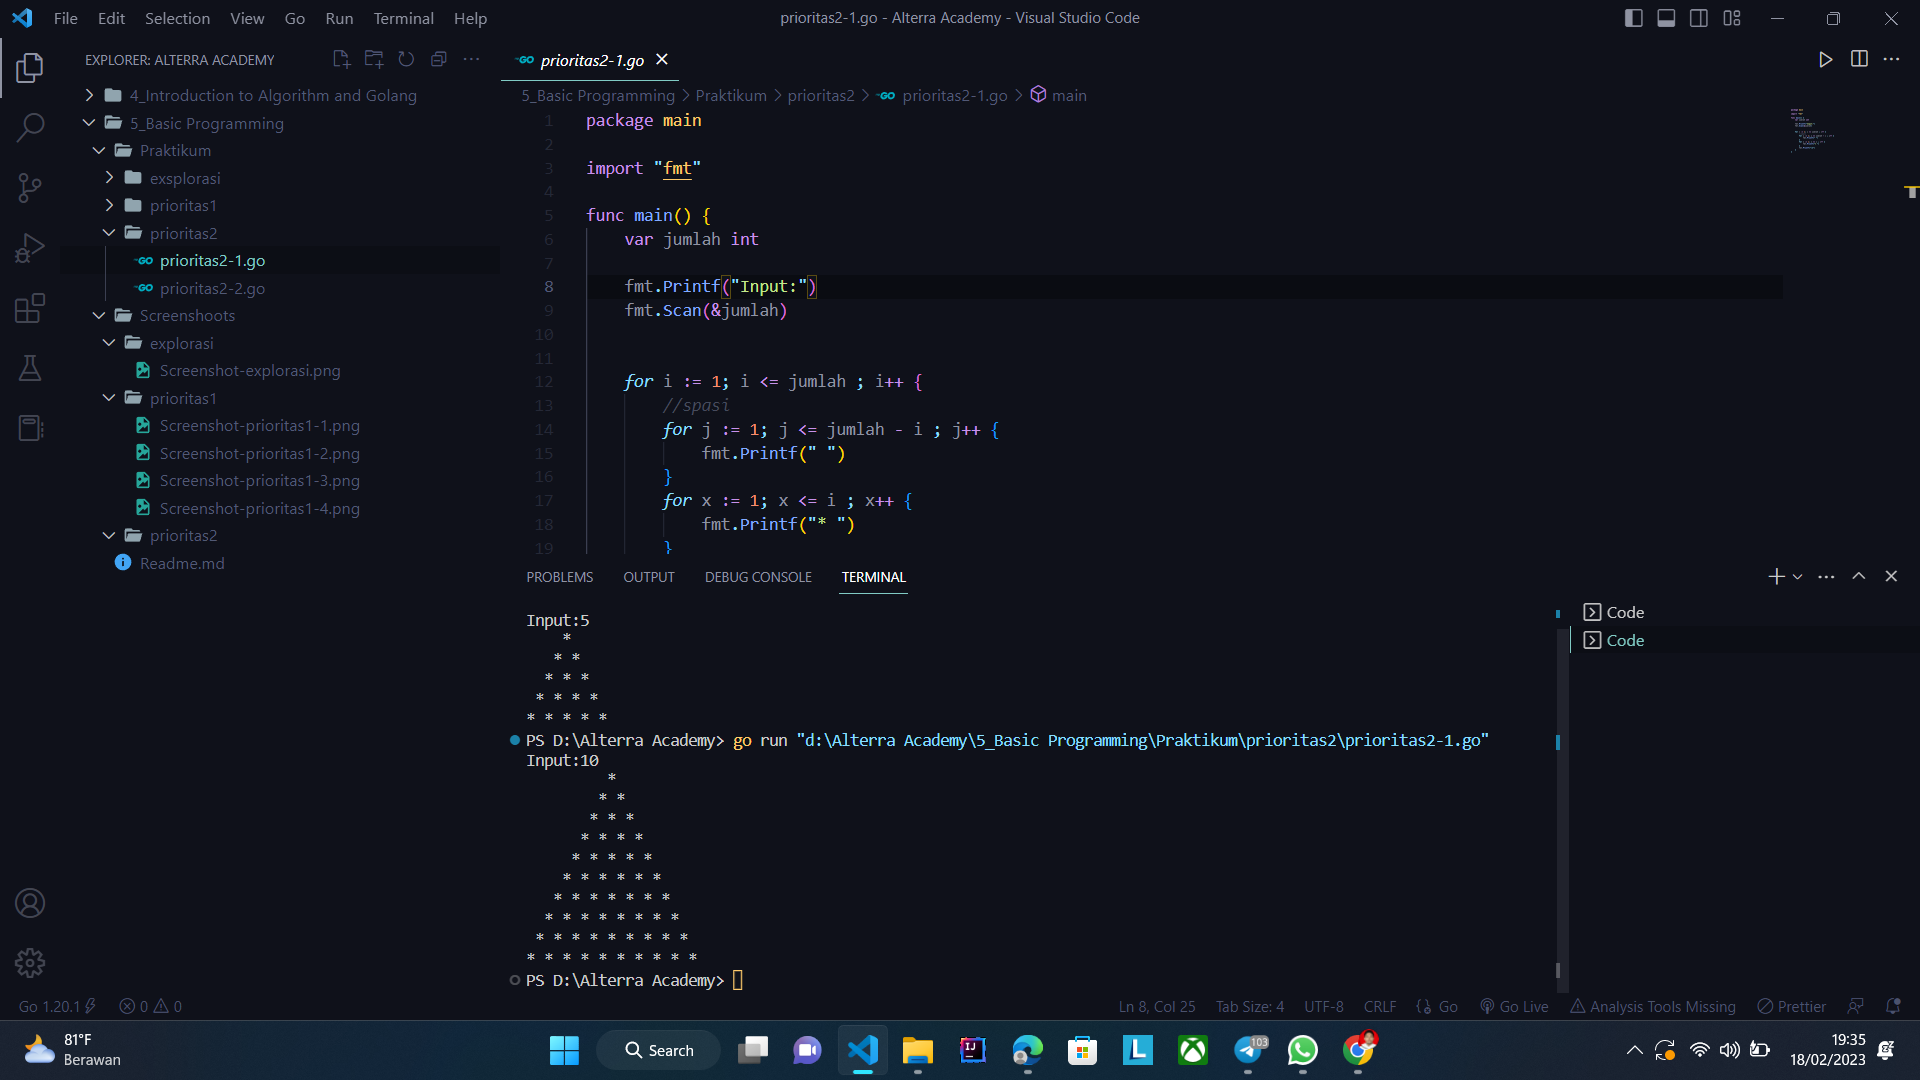 File Edit Selection View Go Run Terminal Help
prioritas2-1.go - Alterra Academy - Visual Studio Code
EXPLORER: ALTERRA ACADEMY
4_Introduction to Algorithm and Golang
5_Basic Programming
Praktikum
exsplorasi
prioritas1
prioritas2
prioritas2-1.go
prioritas2-2.go
Screenshoots
explorasi
Screenshot-explorasi.png
prioritas1
Screenshot-prioritas1-1.png
Screenshot-prioritas1-2.png
Screenshot-prioritas1-3.png
Screenshot-prioritas1-4.png
prioritas2
Readme.md
prioritas2-1.go
5_Basic Programming > Praktikum > prioritas2 > prioritas2-1.go > main
1 package main
2
3 import "fmt"
4
5 func main() {
6 var jumlah int
7
8 fmt.Printf("Input:")
9 fmt.Scan(&jumlah)
10
11
12 for i := 1; i <= jumlah ; i++ {
13 //spasi
14 for j := 1; j <= jumlah - i ; j++ {
15 fmt.Printf(" ")
16 }
17 for x := 1; x <= i ; x++ {
18 fmt.Printf("* ")
19 }
PROBLEMS OUTPUT DEBUG CONSOLE TERMINAL
Input:5
*
* *
* * *
* * * *
* * * * *
PS D:\Alterra Academy> go run "d:\Alterra Academy\5_Basic Programming\Praktikum\prioritas2\prioritas2-1.go"
Input:10
*
* *
* * *
* * * *
* * * * *
* * * * * *
* * * * * * *
* * * * * * * *
* * * * * * * * *
* * * * * * * * * *
PS D:\Alterra Academy>
Code
Code
Go 1.20.1 0 0
Ln 8, Col 25 Tab Size: 4 UTF-8 CRLF Go Go Live Analysis Tools Missing Prettier
81°F
Berawan
Search
IJ
L
103
19:35
18/02/2023